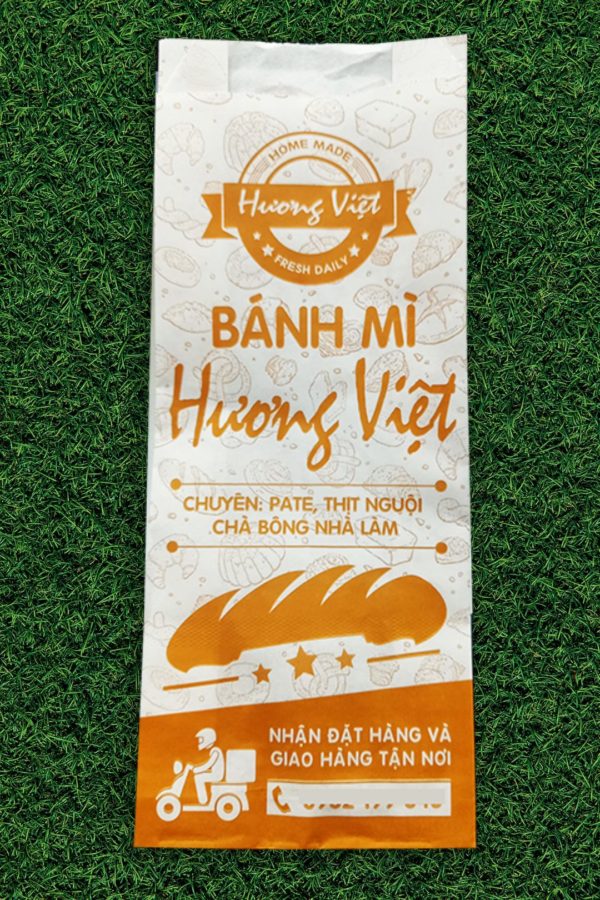 HOME MADE
Hương Việt
FRESH DAILY
BÁNH MÌ
Hương Việt
CHUYÊN: PATE, THỊT NGUỘI
CHÀ BÔNG NHÀ LÀM
NHẬN ĐẶT HÀNG VÀ
GIAO HÀNG TẬN NƠI